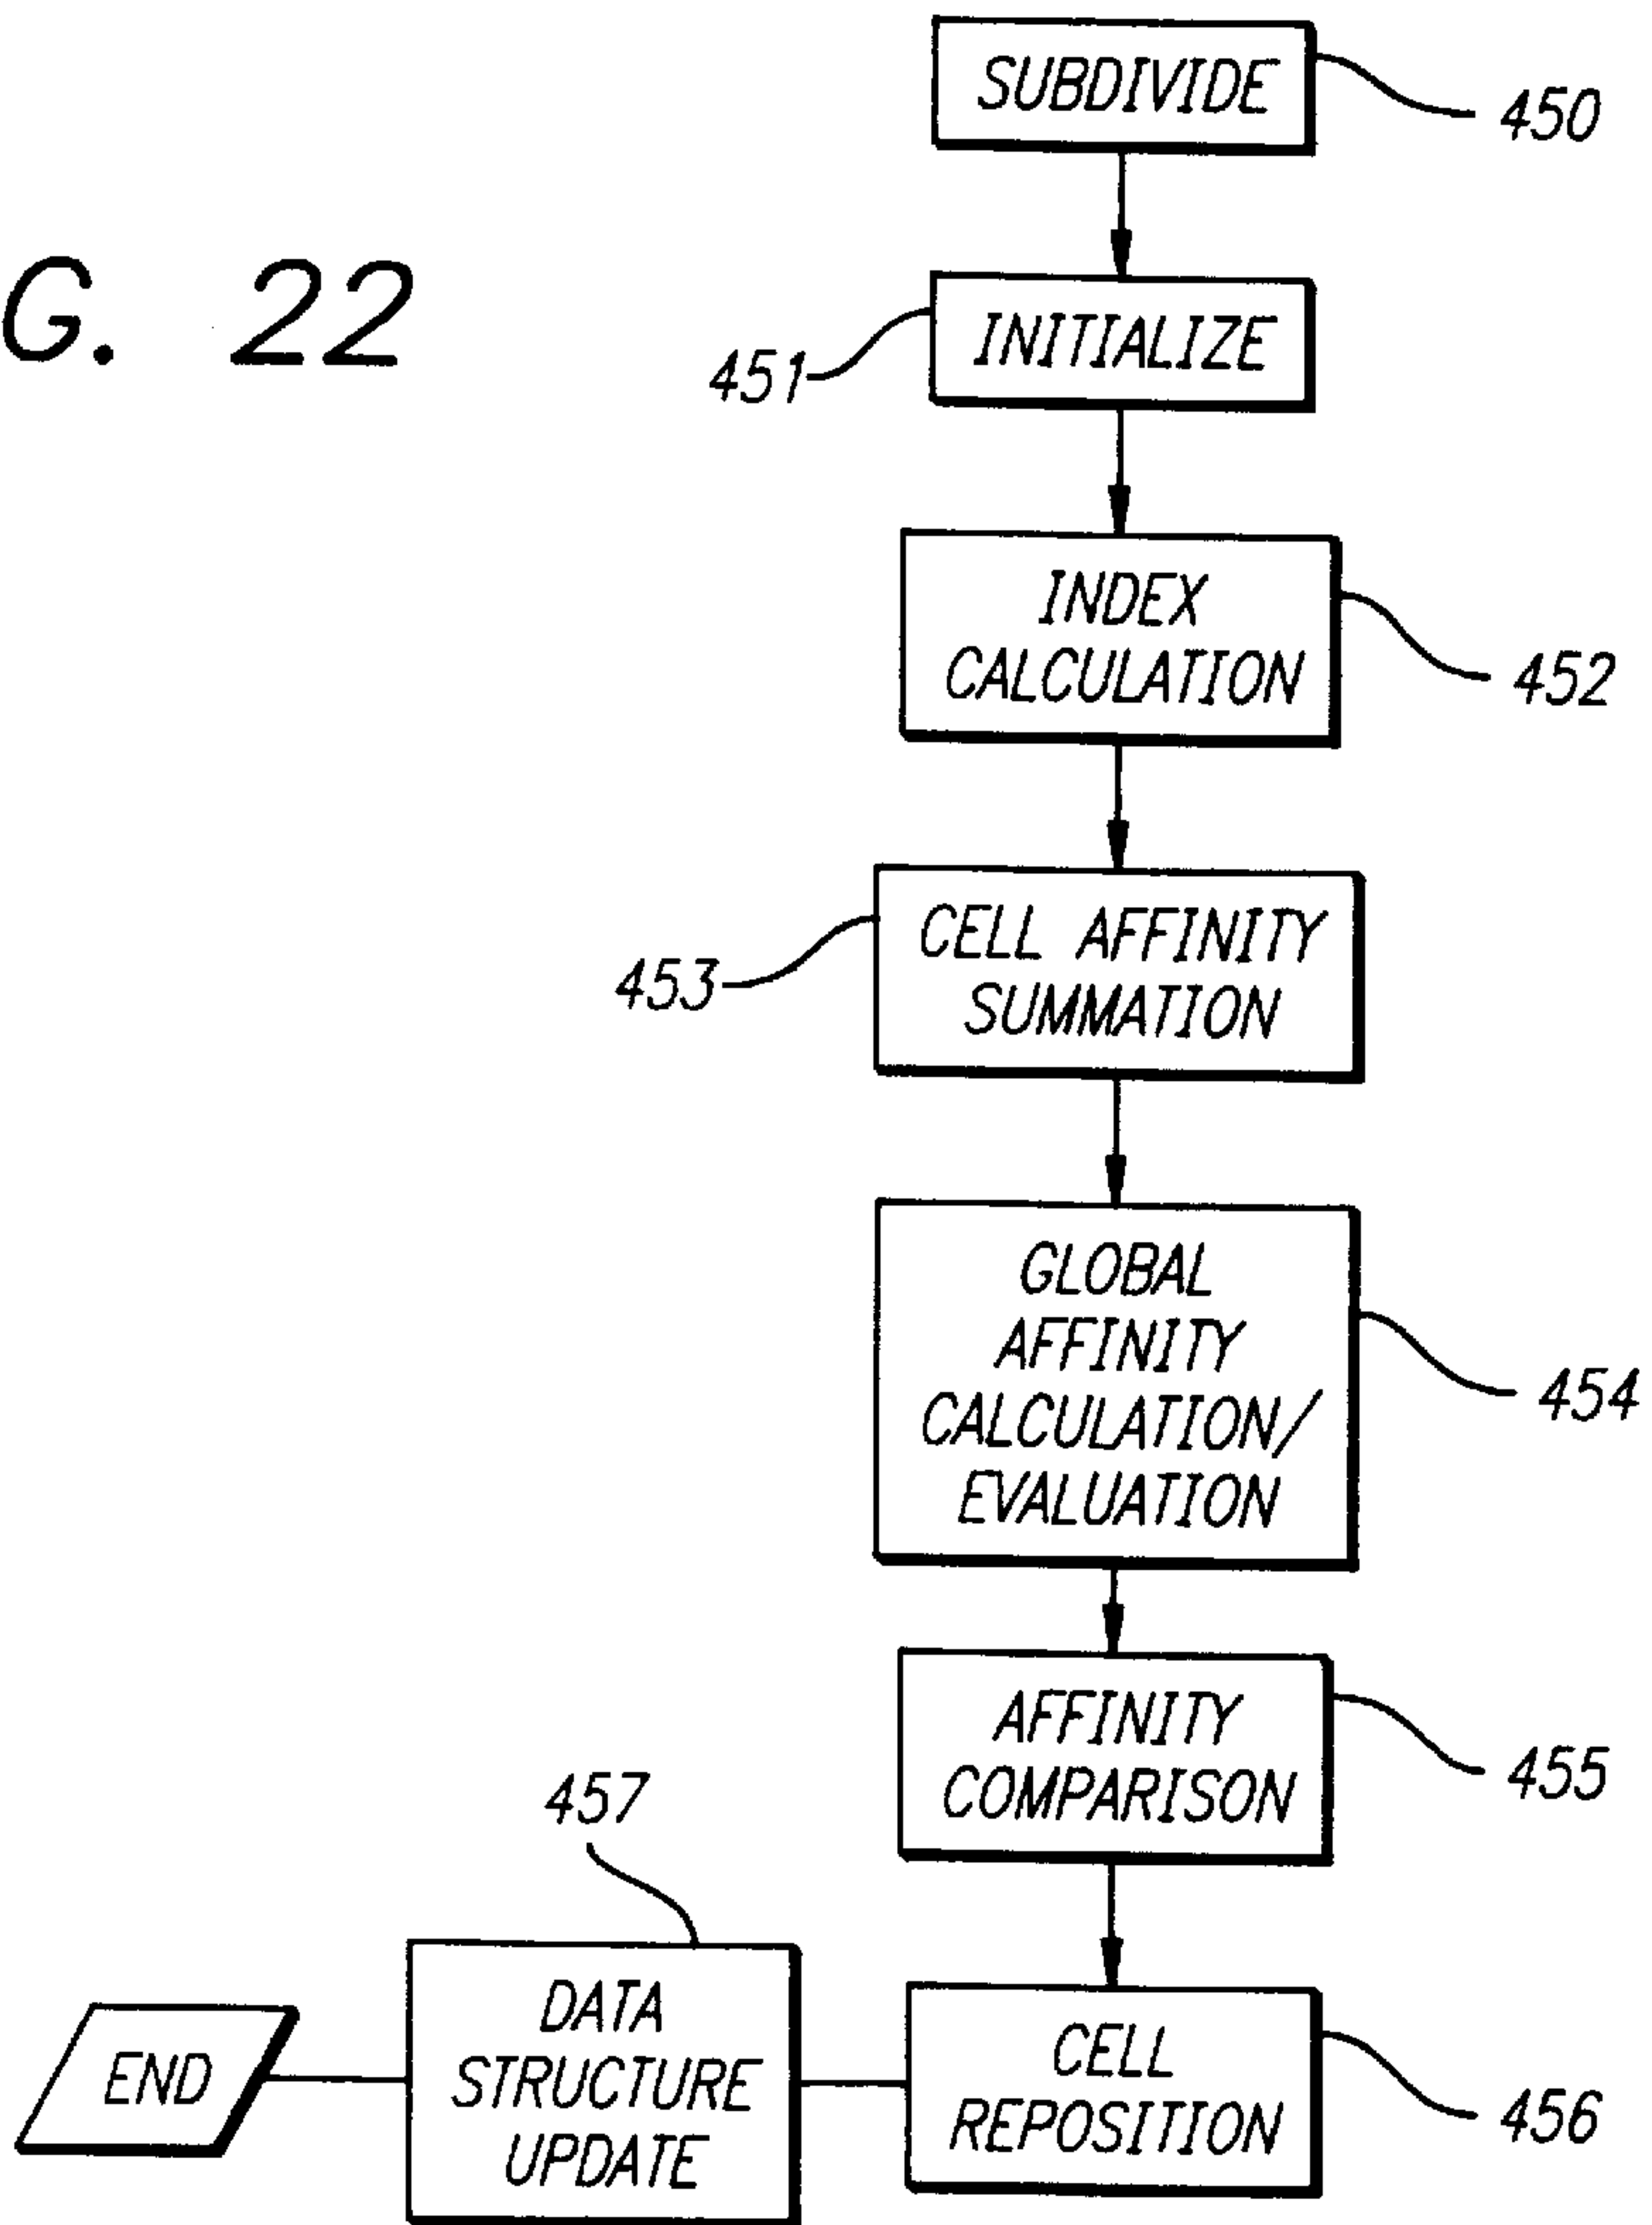 SUBDIVIDE
450
G. 22
INITIALIZE
451
INDEX
CALCULATION
452
CELL AFFINITY
SUMMATION
453
GLOBAL
AFFINITY
CALCULATION/
EVALUATION
454
AFFINITY
COMPARISON
455
457
DATA
STRUCTURE
UPDATE
CELL
REPOSITION
456
END